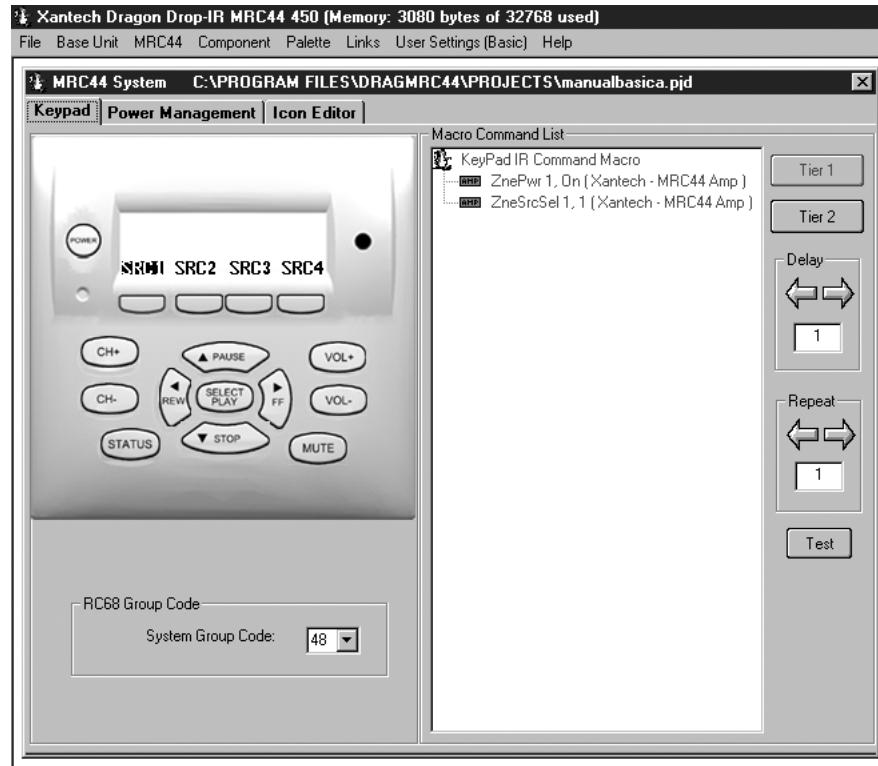 Xantech Dragon Drop-IR MRC44 450 (Memory: 3080 bytes of 32768 used)
File Base Unit MRC44 Component Palette Links User Settings (Basic) Help
MRC44 System C:\PROGRAM FILES\DRAGMRC44\PROJECTS\manualbasica.pjd
Keypad Power Management Icon Editor
Macro Command List
KeyPad IR Command Macro
AMP ZnePwr 1, On ( Xantech - MRC44 Amp )
AMP ZneSrcSel 1, 1 ( Xantech - MRC44 Amp )
Tier 1
Tier 2
Delay
1
Repeat
1
Test
POWER
SRC2 SRC3 SRC4
CH+ PAUSE VOL+
CH- REW SELECT PLAY FF VOL-
STATUS STOP MUTE
RC68 Group Code
System Group Code: 48